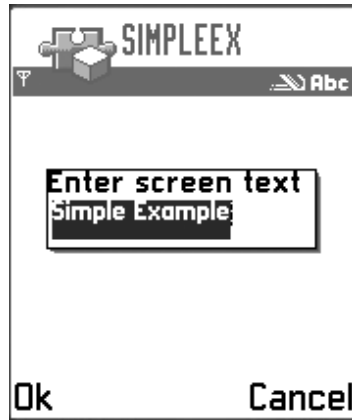 SIMPLEEX
Abc
Enter screen text
Simple Example
Ok Cancel